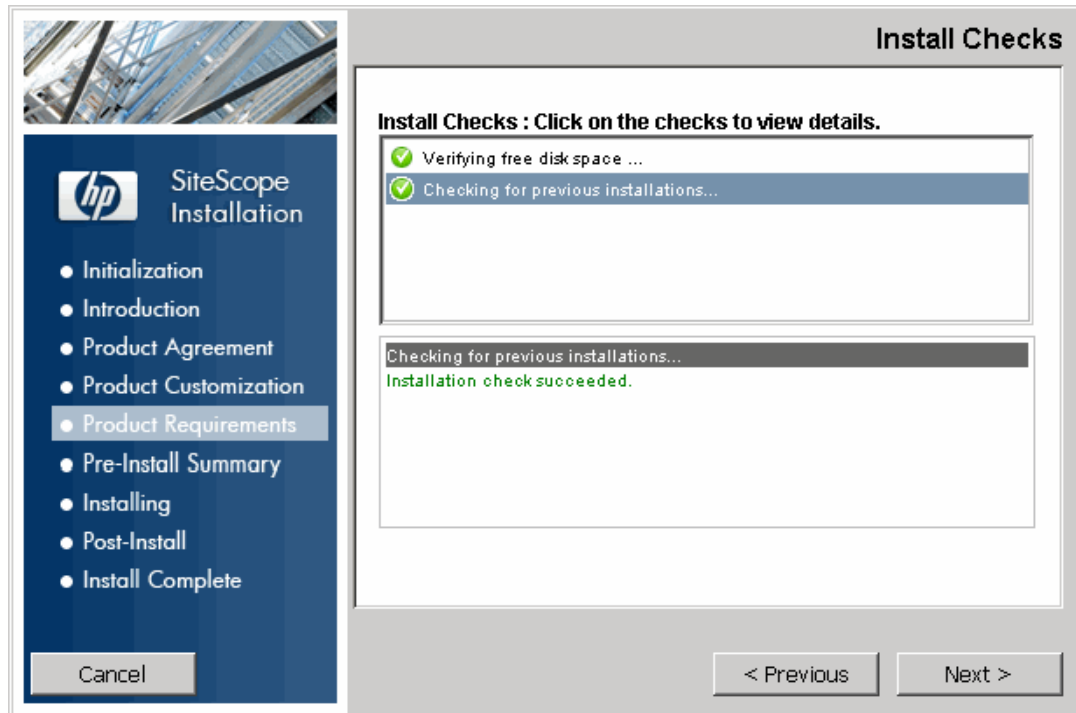 Install Checks
Install Checks : Click on the checks to view details.
Verifying free disk space ...
Checking for previous installations...
Checking for previous installations...
Installation check succeeded.
hp
SiteScope
Installation
Initialization
Introduction
Product Agreement
Product Customization
Product Requirements
Pre-Install Summary
Installing
Post-Install
Install Complete
Cancel
< Previous
Next >